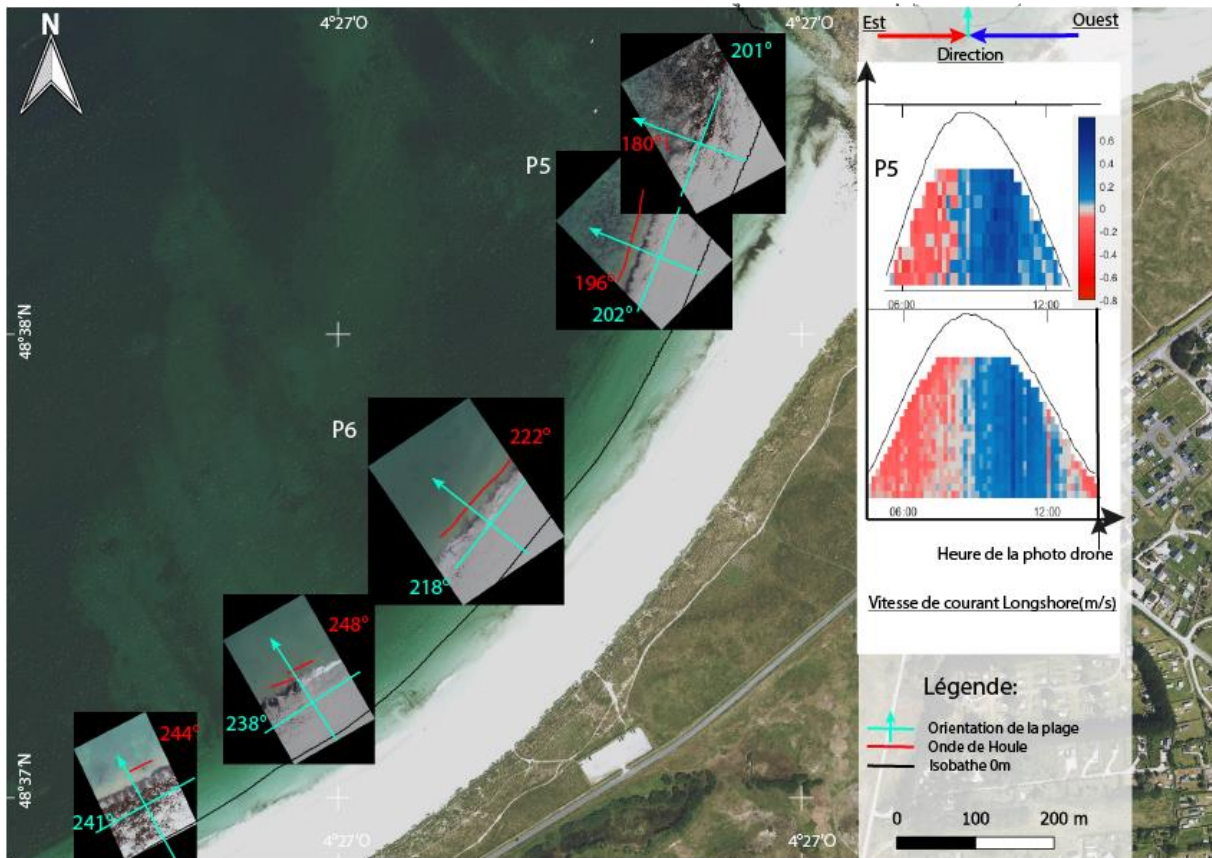 N
4°27'O
4°27'O
201°
180°!
P5
196°
202°
48°38'N
P6
222°
218°
248°
238°
244°
241°
48°37'N
4°27'O
4°27'O
Est
Ouest
Direction
P5
0.6
0.4
0.2
0
-0.2
-0.4
-0.6
-0.8
06:00
12:00
06:00
12:00
Heure de la photo drone
Vitesse de courant Longshore(m/s)
Légende:
Orientation de la plage
Onde de Houle
Isobathe 0m
0
100
200 m